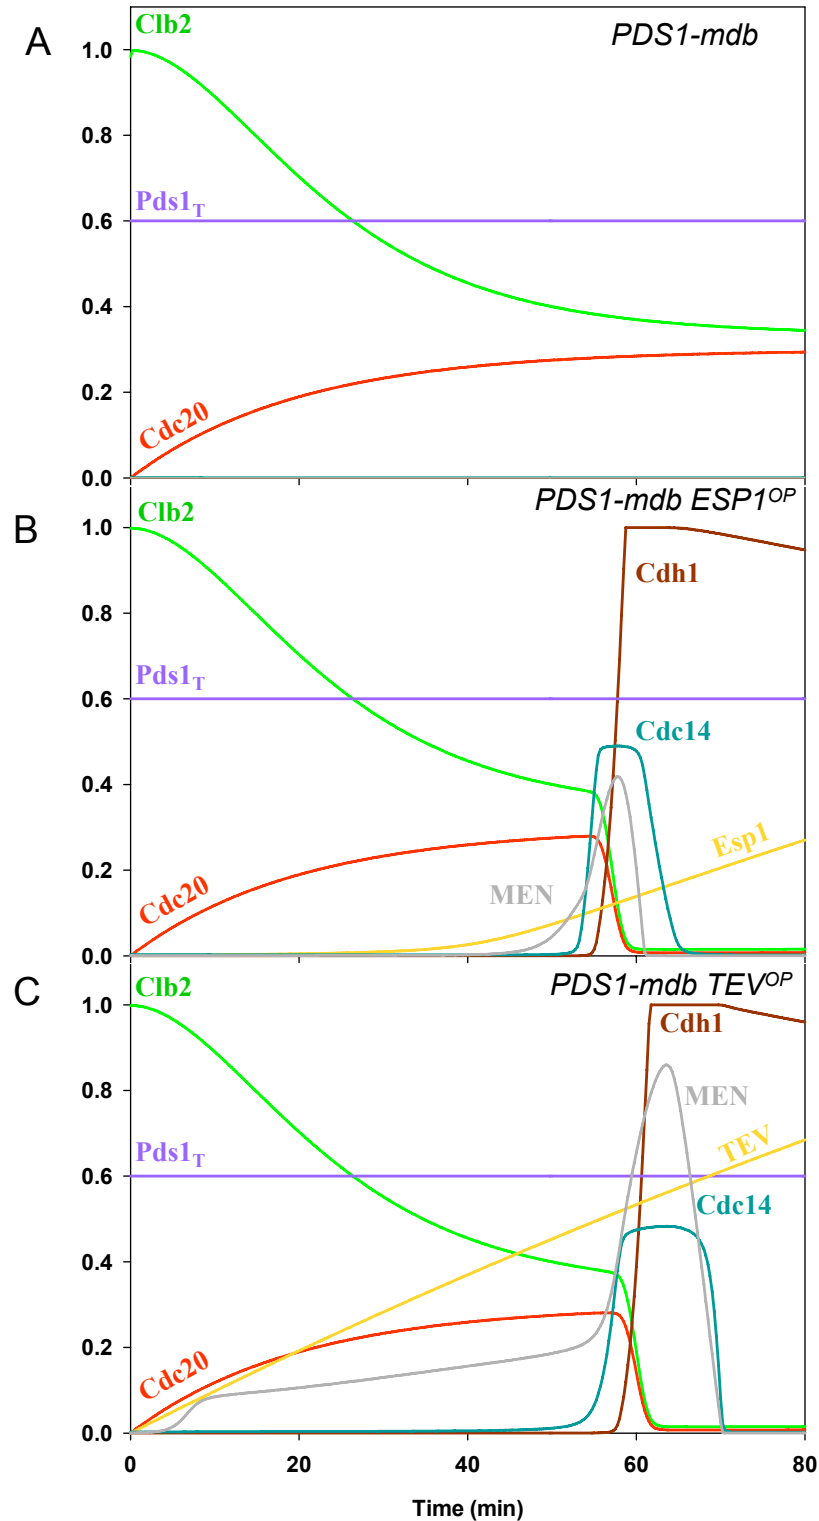 A
Clb2
PDS1-mdb
1.0
0.8
Pds1T
0.6
0.4
0.2
Cdc20
0.0
B
Clb2
PDS1-mdb ESP1OP
1.0
Cdh1
0.8
Pds1T
0.6
Cdc14
0.4
Esp1
0.2
MEN
Cdc20
0.0
C
Clb2
PDS1-mdb TEVOP
1.0
Cdh1
MEN
0.8
Pds1T
TEV
0.6
Cdc14
0.4
0.2
Cdc20
0.0
0 20 40 60 80
Time (min)